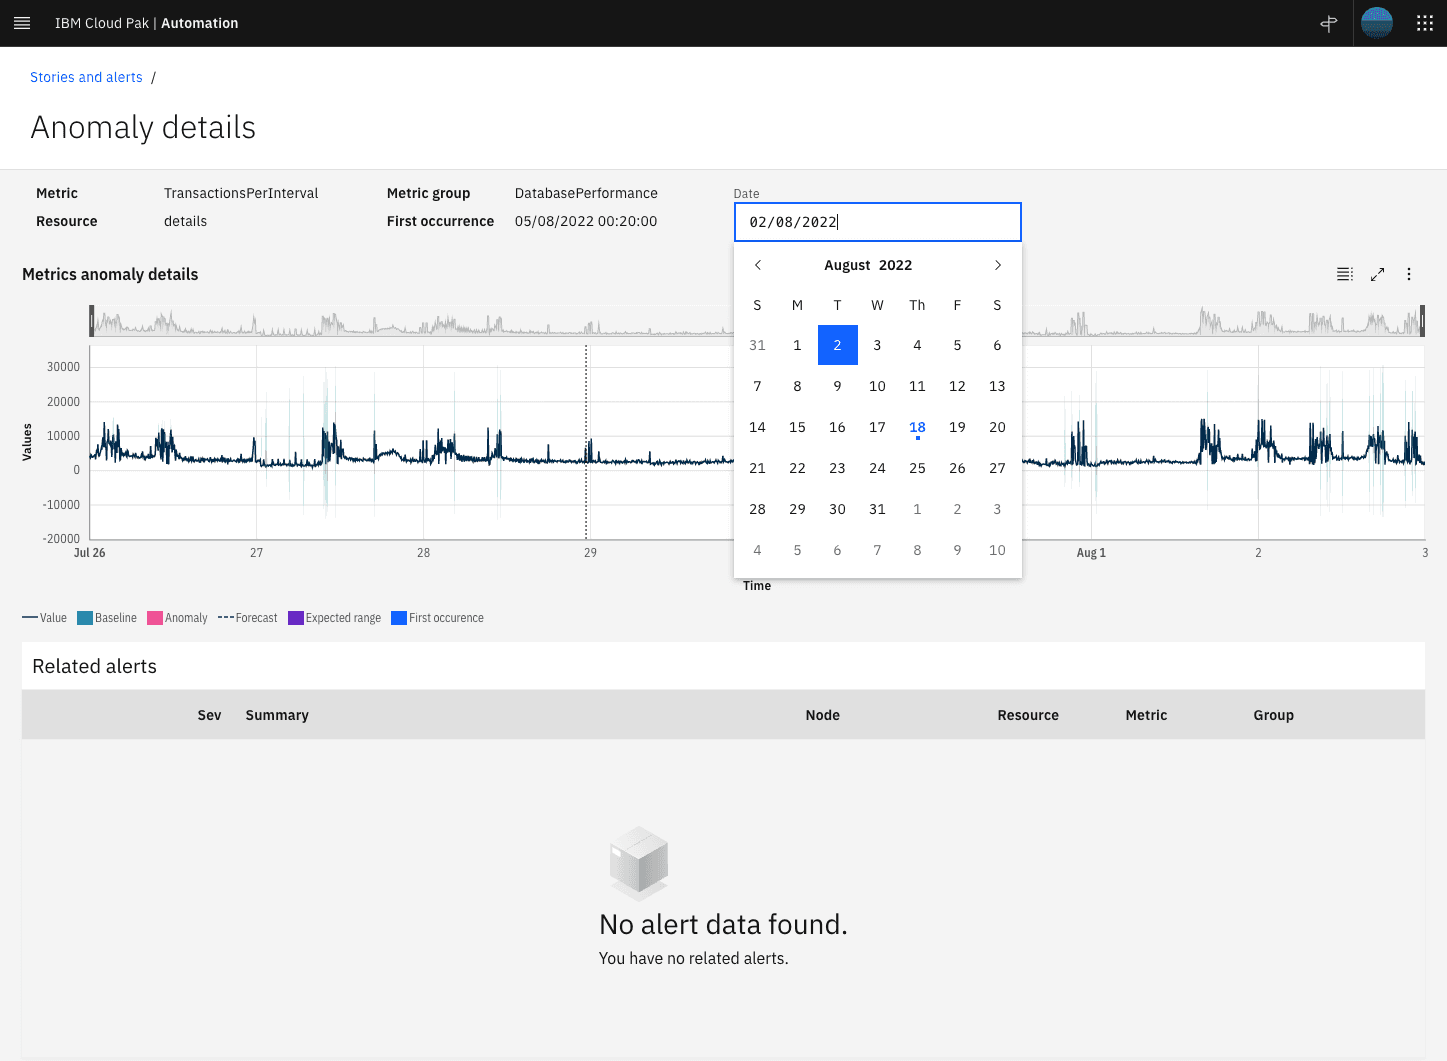 IBM Cloud Pak | Automation
Stories and alerts /
Anomaly details
Metric TransactionsPerInterval Metric group DatabasePerformance Date
Resource details First occurrence 05/08/2022 00:20:00 02/08/2022
Metrics anomaly details
August 2022
S M T W Th F S
31 1 2 3 4 5 6
7 8 9 10 11 12 13
14 15 16 17 18 19 20
21 22 23 24 25 26 27
28 29 30 31 1 2 3
4 5 6 7 8 9 10
Values
30000
20000
10000
0
-10000
-20000
Jul 26 27 28 29 Aug 1 2 3
Time
Value Baseline Anomaly Forecast Expected range First occurence
Related alerts
Sev Summary Node Resource Metric Group
No alert data found.
You have no related alerts.